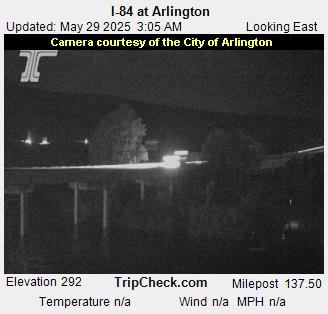 I-84 at Arlington
Updated: May 29 2025 3:05 AM Looking East
Camera courtesy of the City of Arlington
Elevation 292 TripCheck.com Milepost 137.50
Temperature n/a Wind n/a MPH n/a